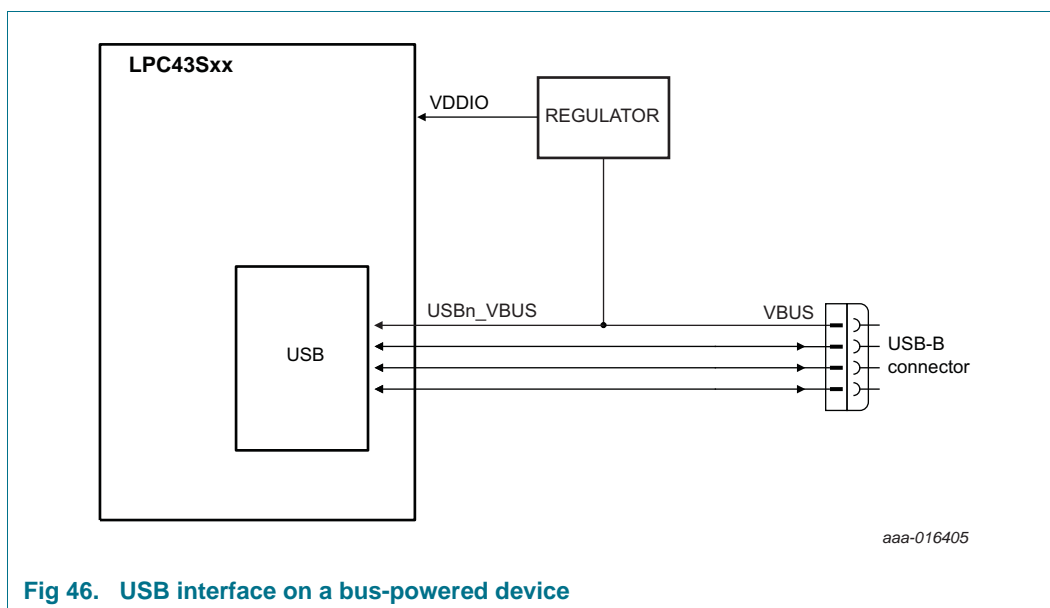 LPC43Sxx
VDDIO
REGULATOR
USBn_VBUS
VBUS
USB
USB-B
connector
aaa-016405
Fig 46. USB interface on a bus-powered device